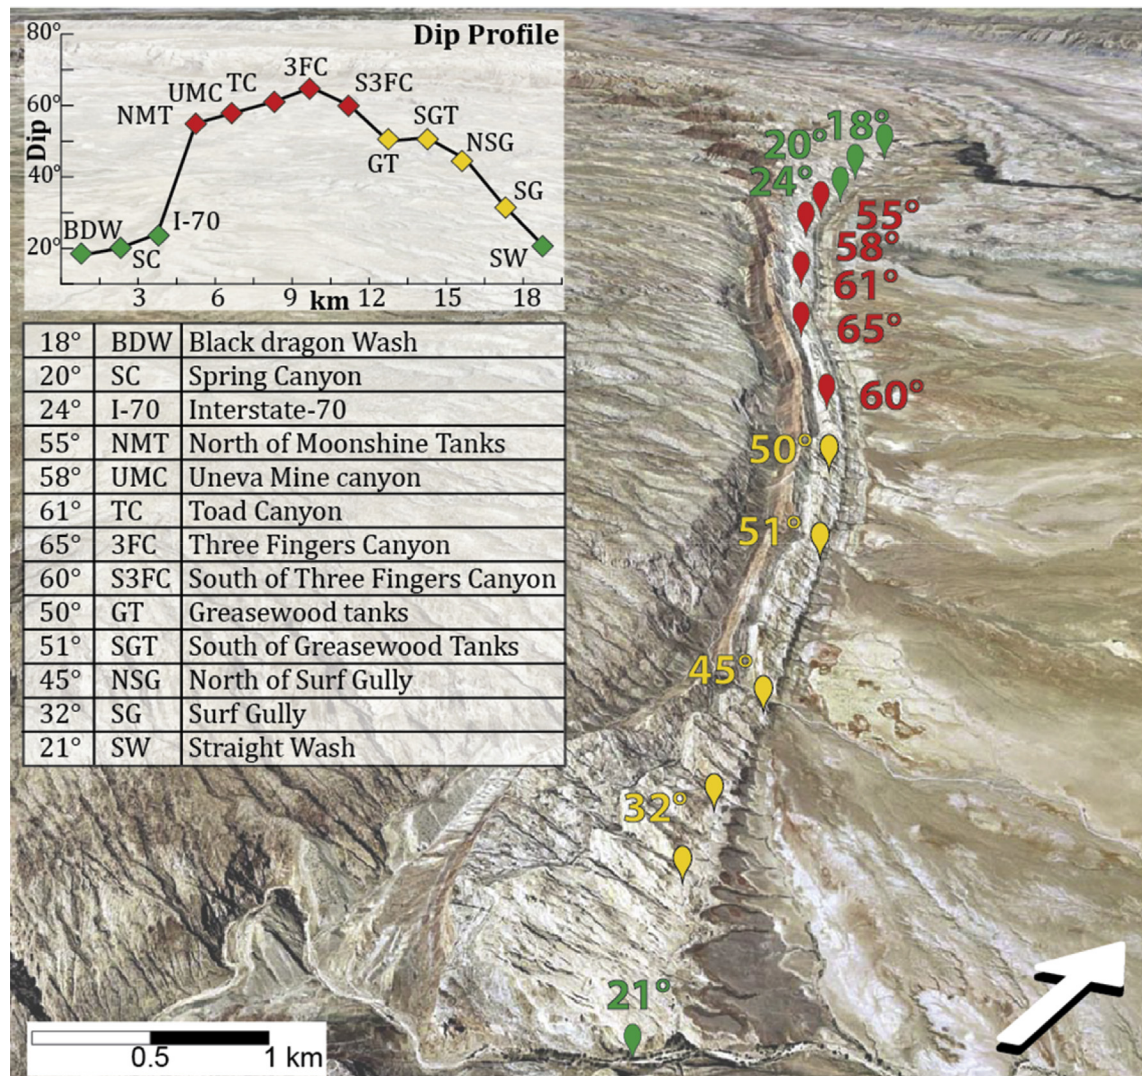 80°
Dip Profile
3FC
TC
UMC
S3FC
60°
NMT
SGT
NSG
Dip
GT
40°
SG
I-70
BDW
20°
SC
SW
3
6
km
9
12
15
18
18° BDW Black dragon Wash
20° SC Spring Canyon
24° I-70 Interstate-70
55° NMT North of Moonshine Tanks
58° UMC Uneva Mine canyon
61° TC Toad Canyon
65° 3FC Three Fingers Canyon
60° S3FC South of Three Fingers Canyon
50° GT Greasewood tanks
51° SGT South of Greasewood Tanks
45° NSG North of Surf Gully
32° SG Surf Gully
21° SW Straight Wash
18°
20°
24°
55°
58°
61°
65°
60°
50°
51°
45°
32°
21°
0.5
1 km